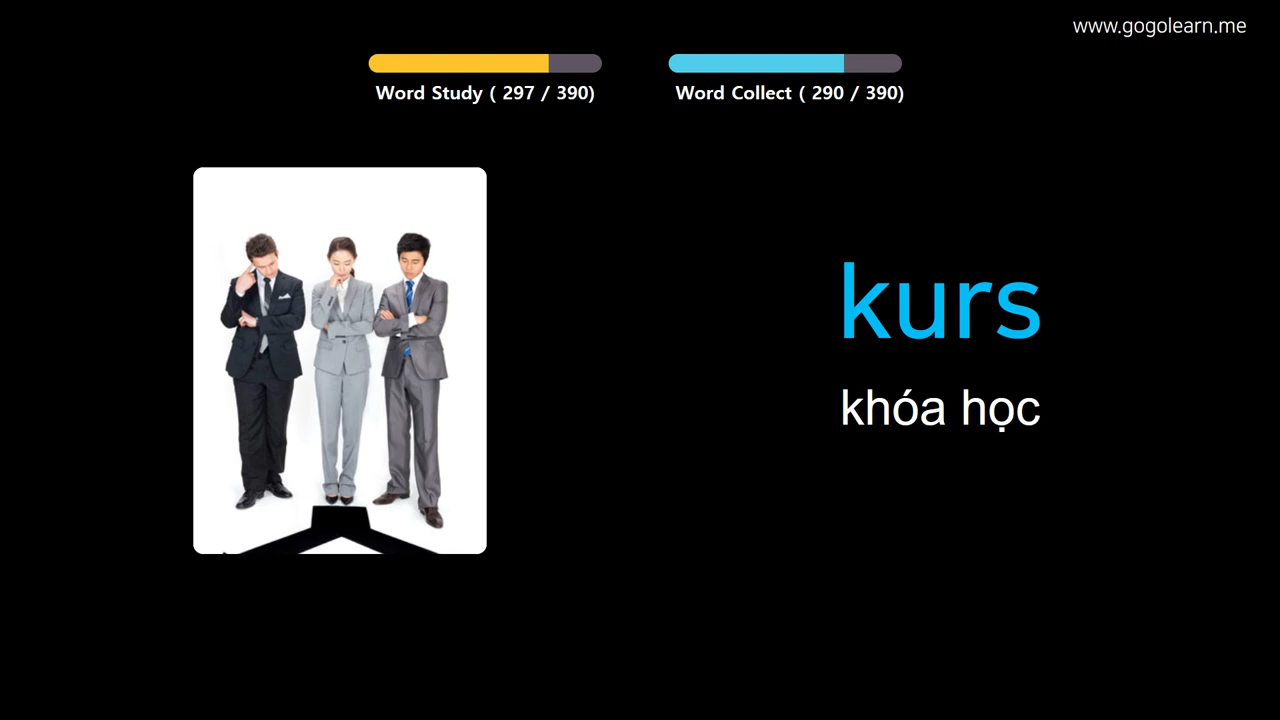 www.gogolearn.me
Word Study ( 297 / 390)
Word Collect ( 290 / 390)
kurs
khóa học